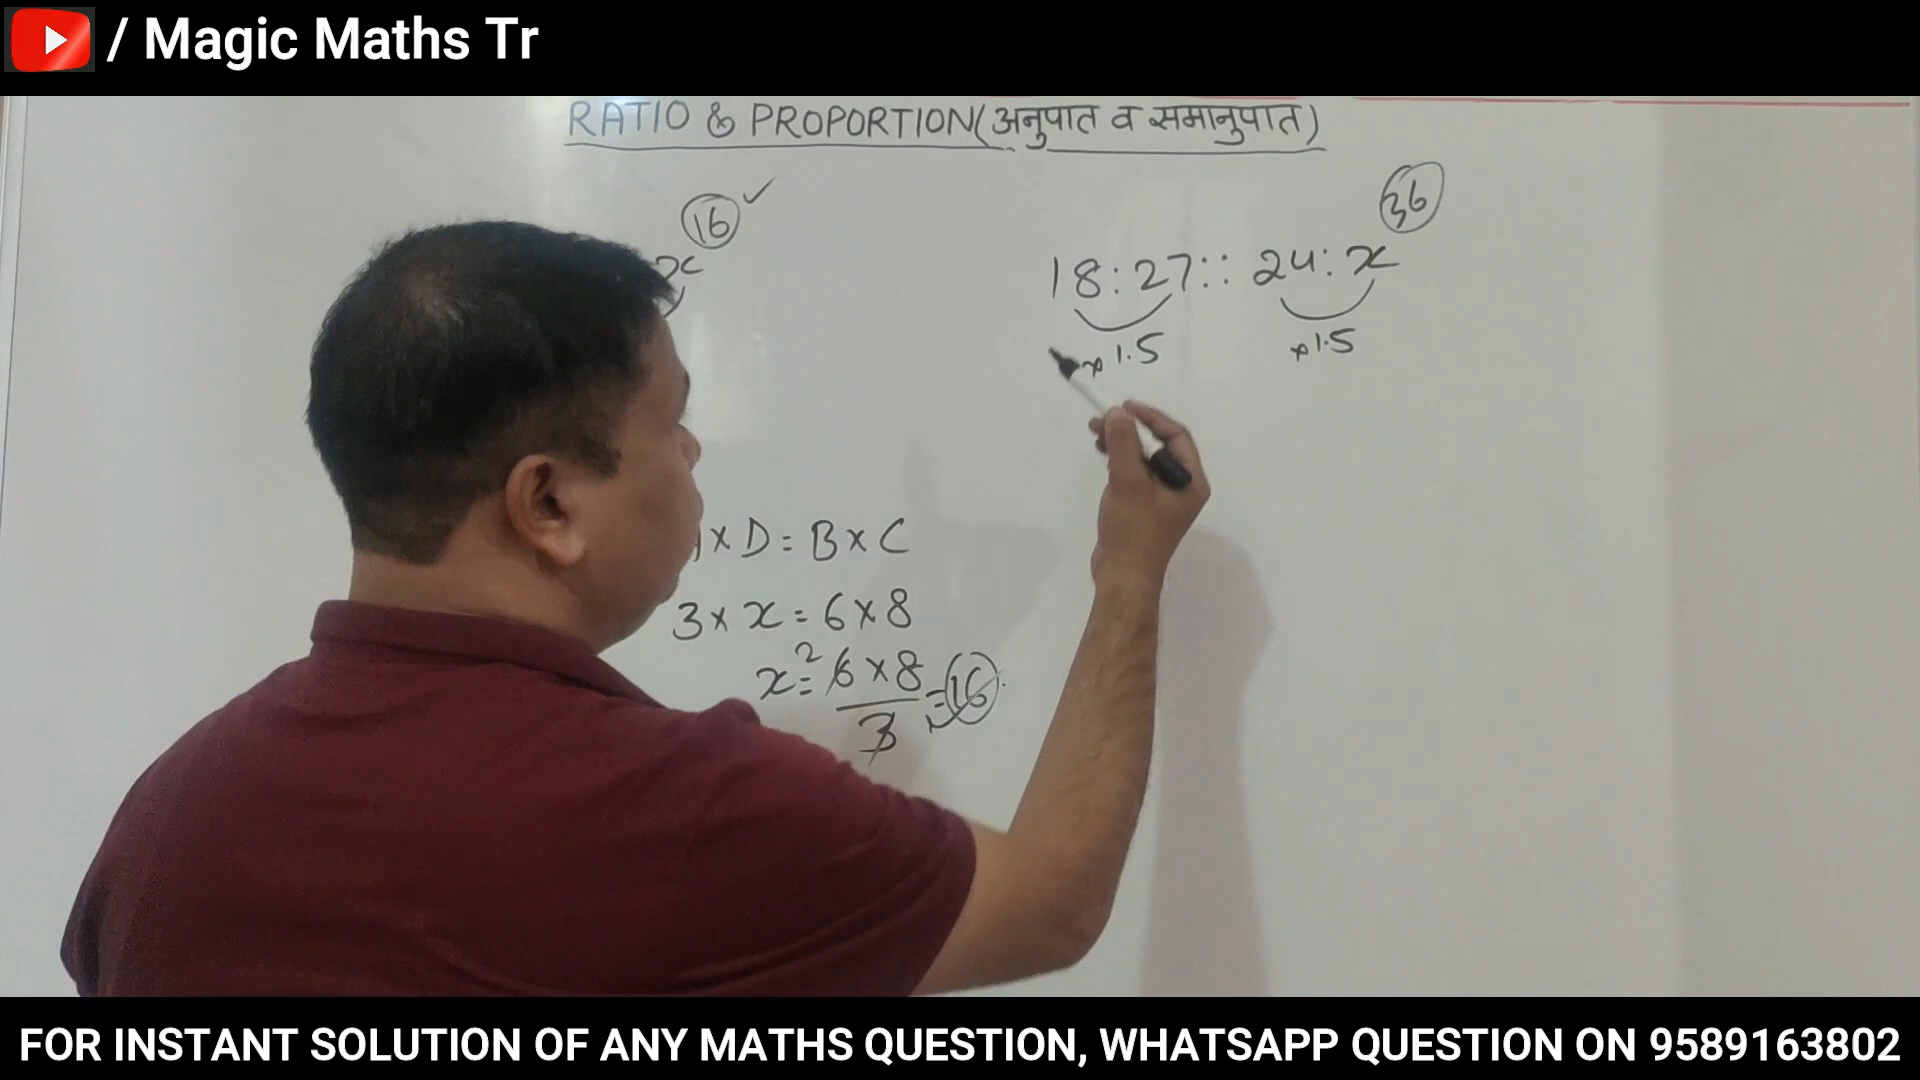 / Magic Maths Tr
RATIO & PROPORTION (अनुपात व समानुपात)
16 ✓
x
36
18:27::24:x
×1.5
×1.5
×D=B×C
3×x=6×8
x=6×8/3=16
2
FOR INSTANT SOLUTION OF ANY MATHS QUESTION, WHATSAPP QUESTION ON 9589163802